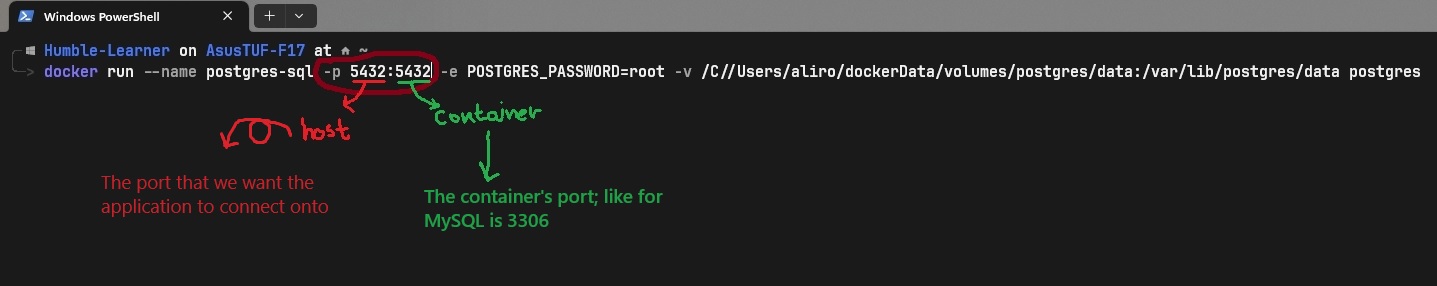 Windows PowerShell
Humble-Learner on AsusTUF-F17 at ~
docker run --name postgres-sql -p 5432:5432 -e POSTGRES_PASSWORD=root -v /C//Users/aliro/dockerData/volumes/postgres/data:/var/lib/postgres/data postgres
host
container
The port that we want the
application to connect onto
The container's port; like for
MySQL is 3306